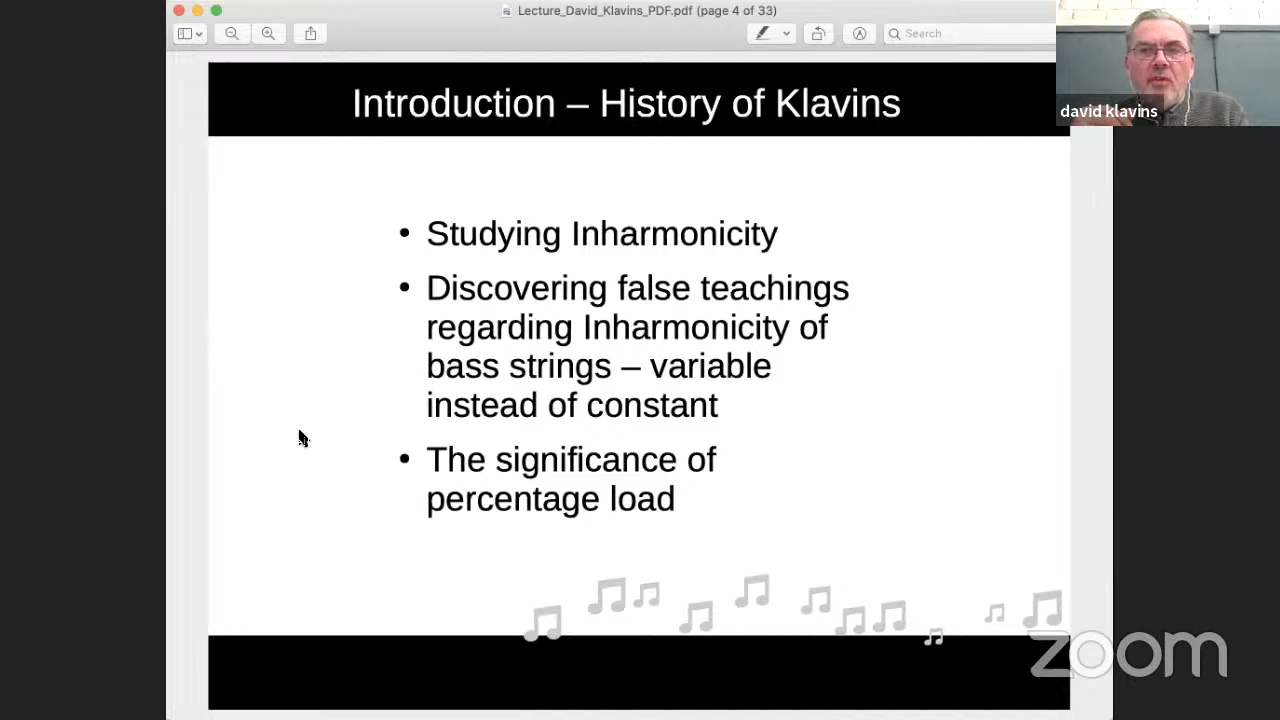 Lecture_David_Klavins_PDF.pdf (page 4 of 33)
Search
david klavins
Introduction – History of Klavins
• Studying Inharmonicity
• Discovering false teachings
regarding Inharmonicity of
bass strings – variable
instead of constant
• The significance of
percentage load
zoom